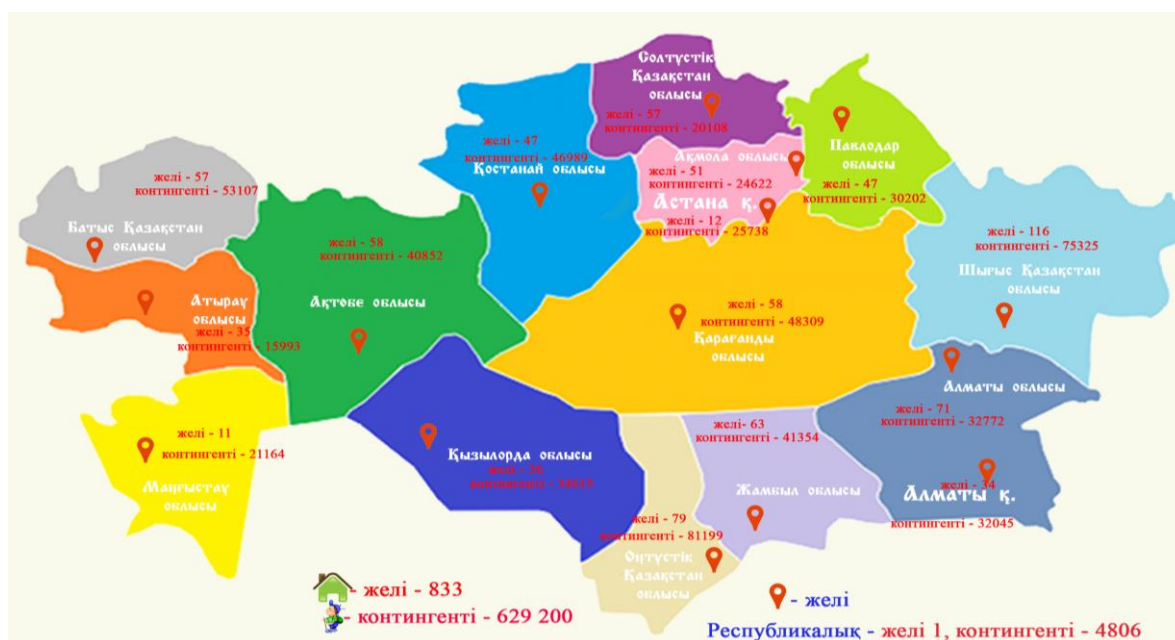 Солтүстік
Қазақстан
облысы
желі - 57
контингенті - 20108
желі - 47
контингенті - 46989
Қостанай облысы
Ақмола облысы
желі - 51
контингенті - 24622
Астана қ.
желі - 12
контингенті - 25738
Павлодар
облысы
желі - 47
контингенті - 30202
желі - 57
контингенті - 53107
Батыс Қазақстан
облысы
желі - 116
контингенті - 75325
Шығыс Қазақстан
облысы
желі - 58
контингенті - 40852
Ақтөбе облысы
Атырау
облысы
желі - 35
контингенті - 15993
желі - 58
контингенті - 48309
Қарағанды
облысы
Алматы облысы
желі - 71
контингенті - 32772
желі - 11
контингенті - 21164
Маңғыстау
облысы
Қызылорда облысы
желі - 36
контингенті - 34615
желі- 63
контингенті - 41354
Жамбыл облысы
желі - 34
Алматы қ.
контингенті - 32045
желі - 79
контингенті - 81199
Оңтүстік
Қазақстан
облысы
- желі - 833
- контингенті - 629 200
- желі
Республикалық - желі 1, контингенті - 4806